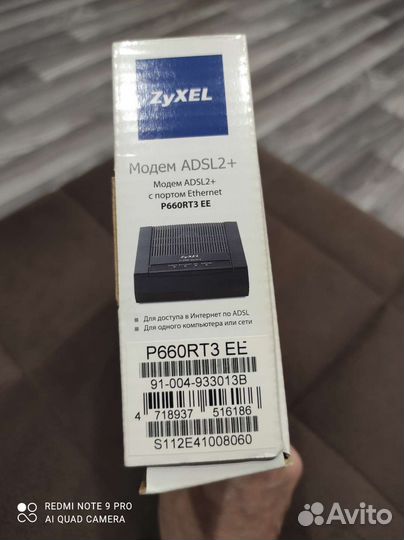 ZyXEL
Модем ADSL2+
Модем ADSL2+
с портом Ethernet
P660RT3 EE
Для доступа в Интернет по ADSL
Для одного компьютера или сети
P660RT3 EE
91-004-933013B
4 718937 516186
S112E41008060
REDMI NOTE 9 PRO
AI QUAD CAMERA
Avito